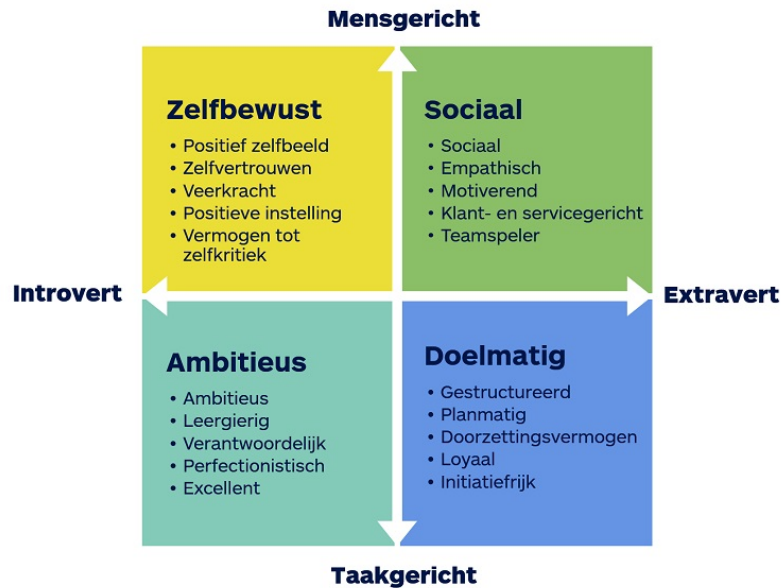 Mensgericht
Zelfbewust
• Positief zelfbeeld
• Zelfvertrouwen
• Veerkracht
• Positieve instelling
• Vermogen tot
zelfkritiek
Sociaal
• Sociaal
• Empathisch
• Motiverend
• Klant- en servicegericht
• Teamspeler
Introvert
Extravert
Ambitieus
• Ambitieus
• Leergierig
• Verantwoordelijk
• Perfectionistisch
• Excellent
Doelmatig
• Gestructureerd
• Planmatig
• Doorzettingsvermogen
• Loyaal
• Initiatiefrijk
Taakgericht